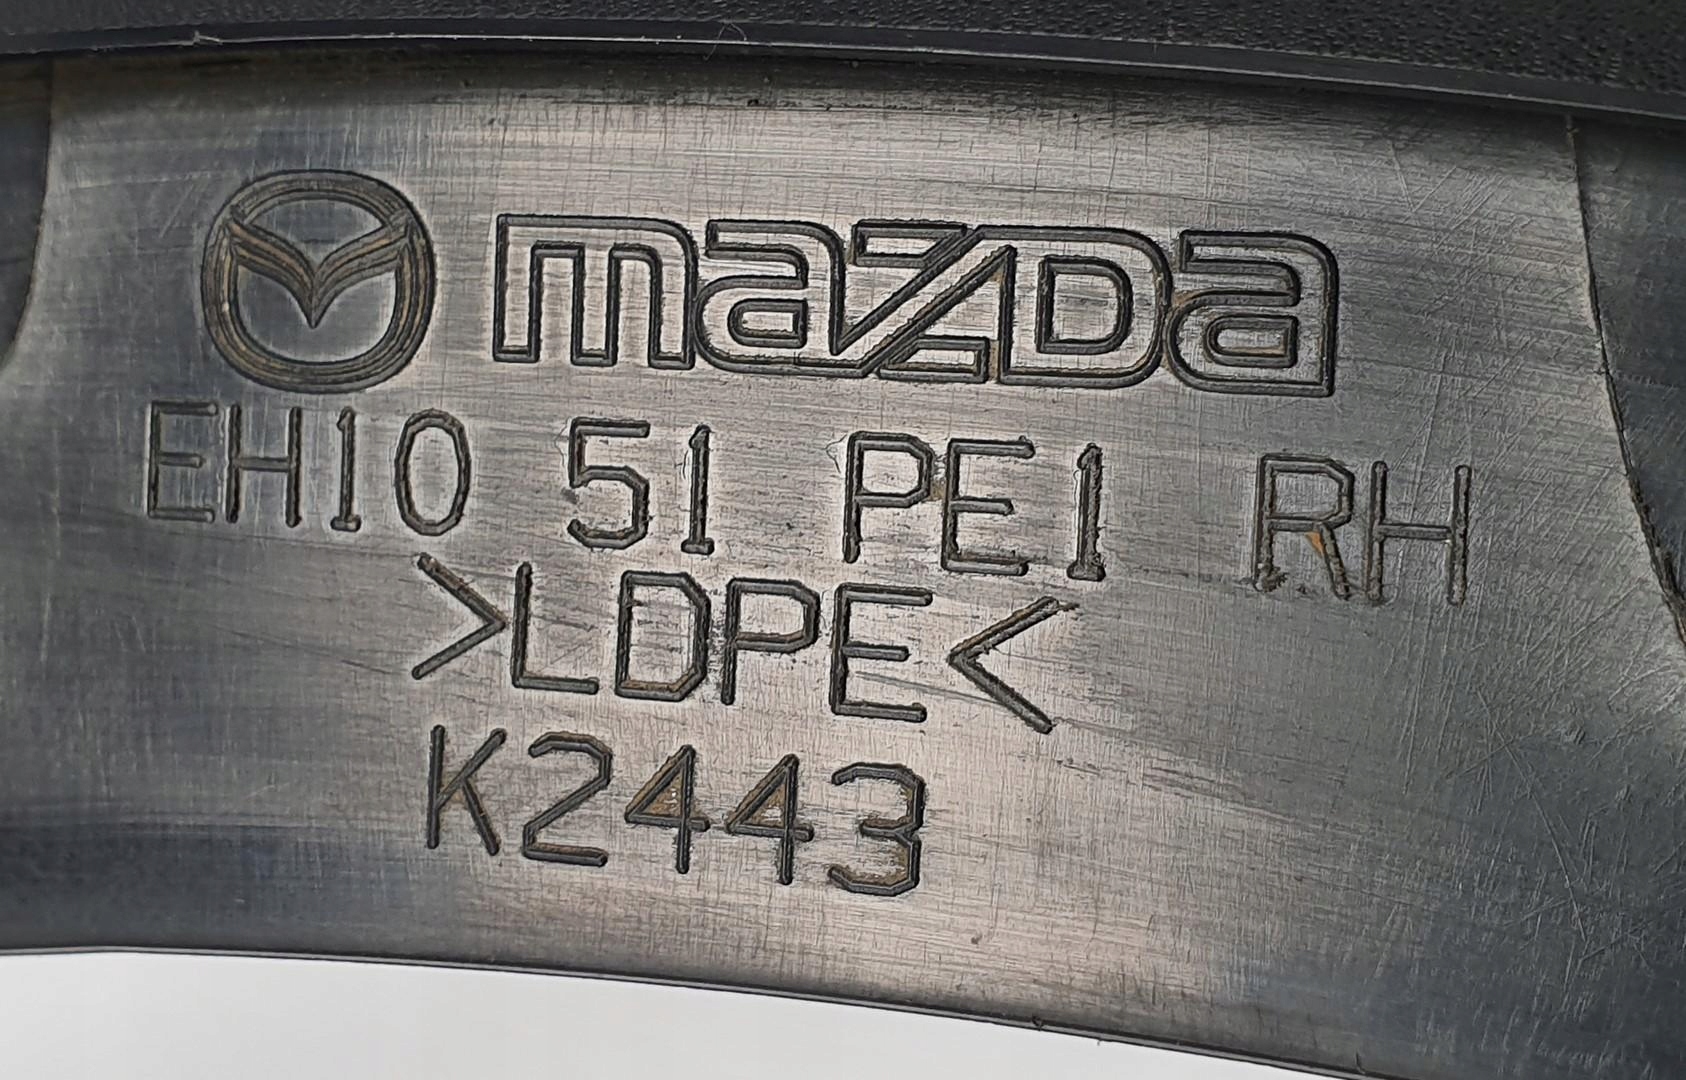 mazda
EH10 51 PE1 RH
>LDPE<
K2443